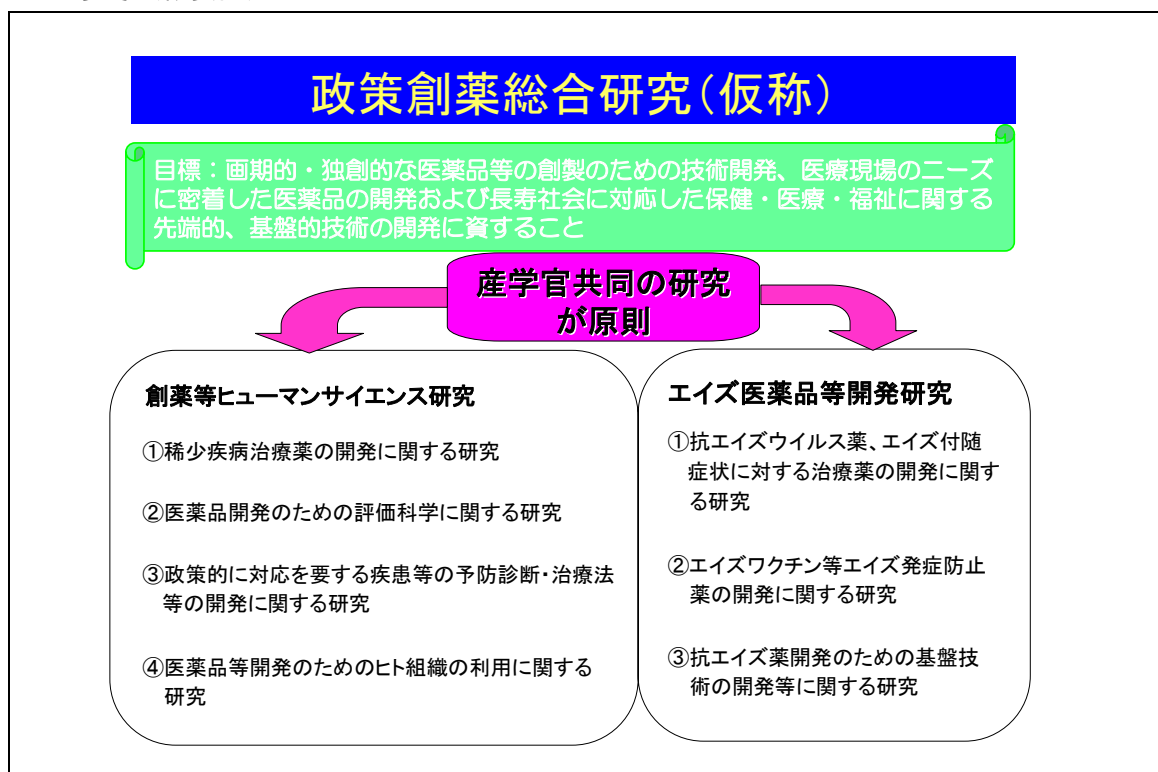 政策創薬総合研究(仮称)
目標：画期的・独創的な医薬品等の創製のための技術開発、医療現場のニーズ
に密着した医薬品の開発および長寿社会に対応した保健・医療・福祉に関する
先端的、基盤的技術の開発に資すること
産学官共同の研究
が原則
創薬等ヒューマンサイエンス研究
①稀少疾病治療薬の開発に関する研究
②医薬品開発のための評価科学に関する研究
③政策的に対応を要する疾患等の予防診断・治療法
等の開発に関する研究
④医薬品等開発のためのヒト組織の利用に関する
研究
エイズ医薬品等開発研究
①抗エイズウイルス薬、エイズ付随
症状に対する治療薬の開発に関す
る研究
②エイズワクチン等エイズ発症防止
薬の開発に関する研究
③抗エイズ薬開発のための基盤技
術の開発等に関する研究